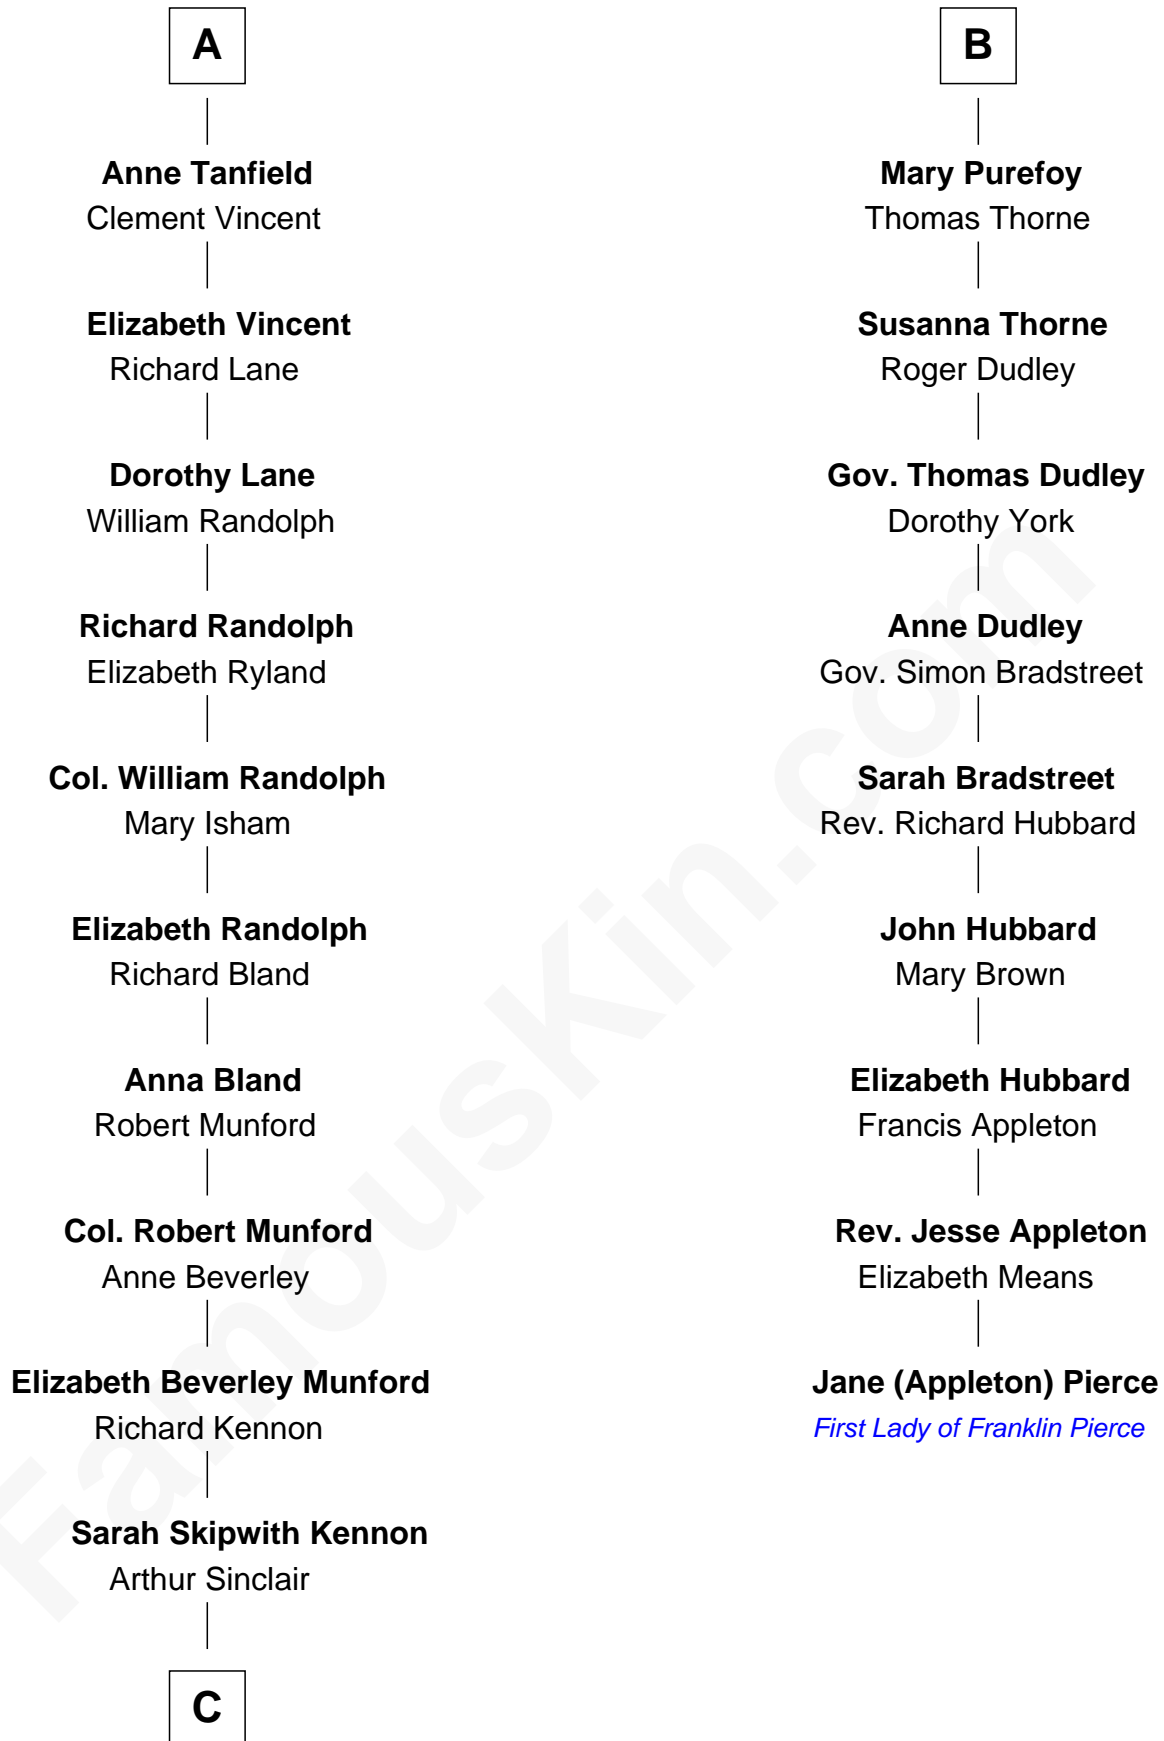 A
Anne Tanfield
Clement Vincent
Elizabeth Vincent
Richard Lane
Dorothy Lane
William Randolph
Richard Randolph
Elizabeth Ryland
Col. William Randolph
Mary Isham
Elizabeth Randolph
Richard Bland
Anna Bland
Robert Munford
Col. Robert Munford
Anne Beverley
Elizabeth Beverley Munford
Richard Kennon
Sarah Skipwith Kennon
Arthur Sinclair
C
B
Mary Purefoy
Thomas Thorne
Susanna Thorne
Roger Dudley
Gov. Thomas Dudley
Dorothy York
Anne Dudley
Gov. Simon Bradstreet
Sarah Bradstreet
Rev. Richard Hubbard
John Hubbard
Mary Brown
Elizabeth Hubbard
Francis Appleton
Rev. Jesse Appleton
Elizabeth Means
Jane (Appleton) Pierce
First Lady of Franklin Pierce
FamousKin.com